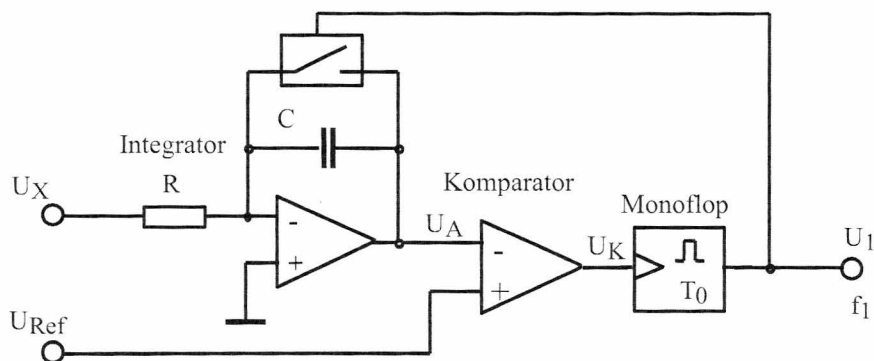 C
Integrator
R
U_X
Komparator
Monoflop
-
+
U_A
-
+
U_K
T_0
U_1
f_1
U_Ref